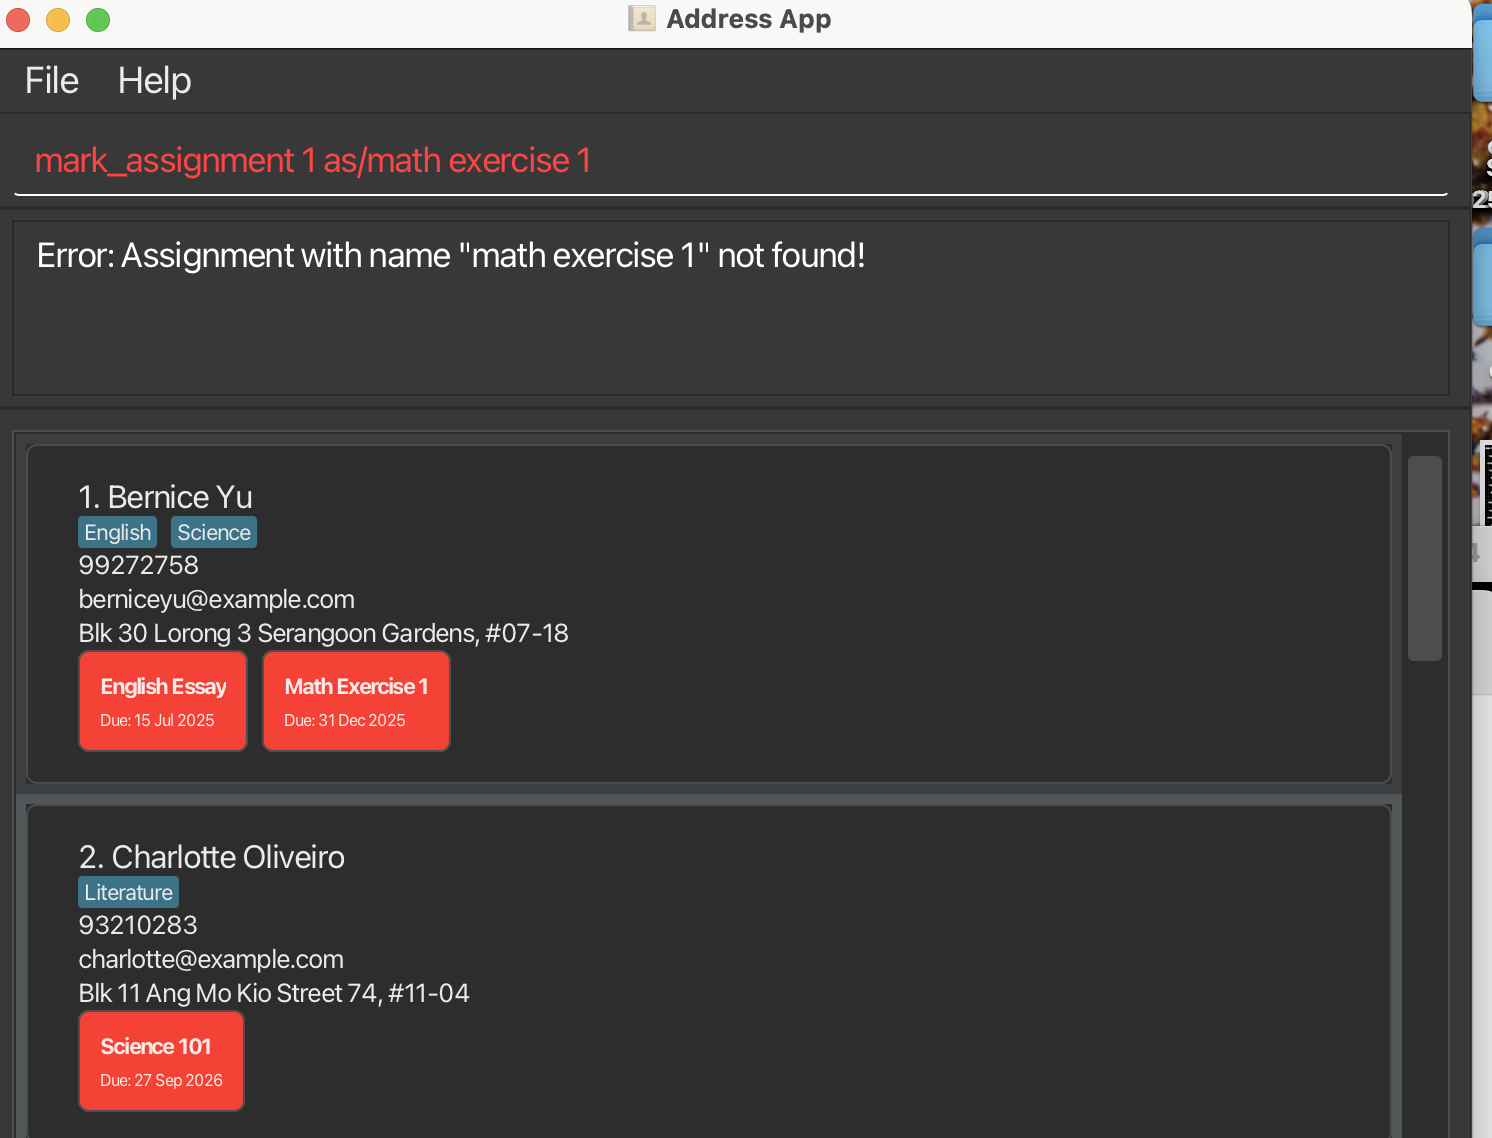 Address App
File Help
mark_assignment 1 as/math exercise 1
Error: Assignment with name "math exercise 1" not found!
1. Bernice Yu
English Science
99272758
berniceyu@example.com
Blk 30 Lorong 3 Serangoon Gardens, #07-18
English Essay Math Exercise 1
Due: 15 Jul 2025 Due: 31 Dec 2025
2. Charlotte Oliveiro
Literature
93210283
charlotte@example.com
Blk 11 Ang Mo Kio Street 74, #11-04
Science 101
Due: 27 Sep 2026